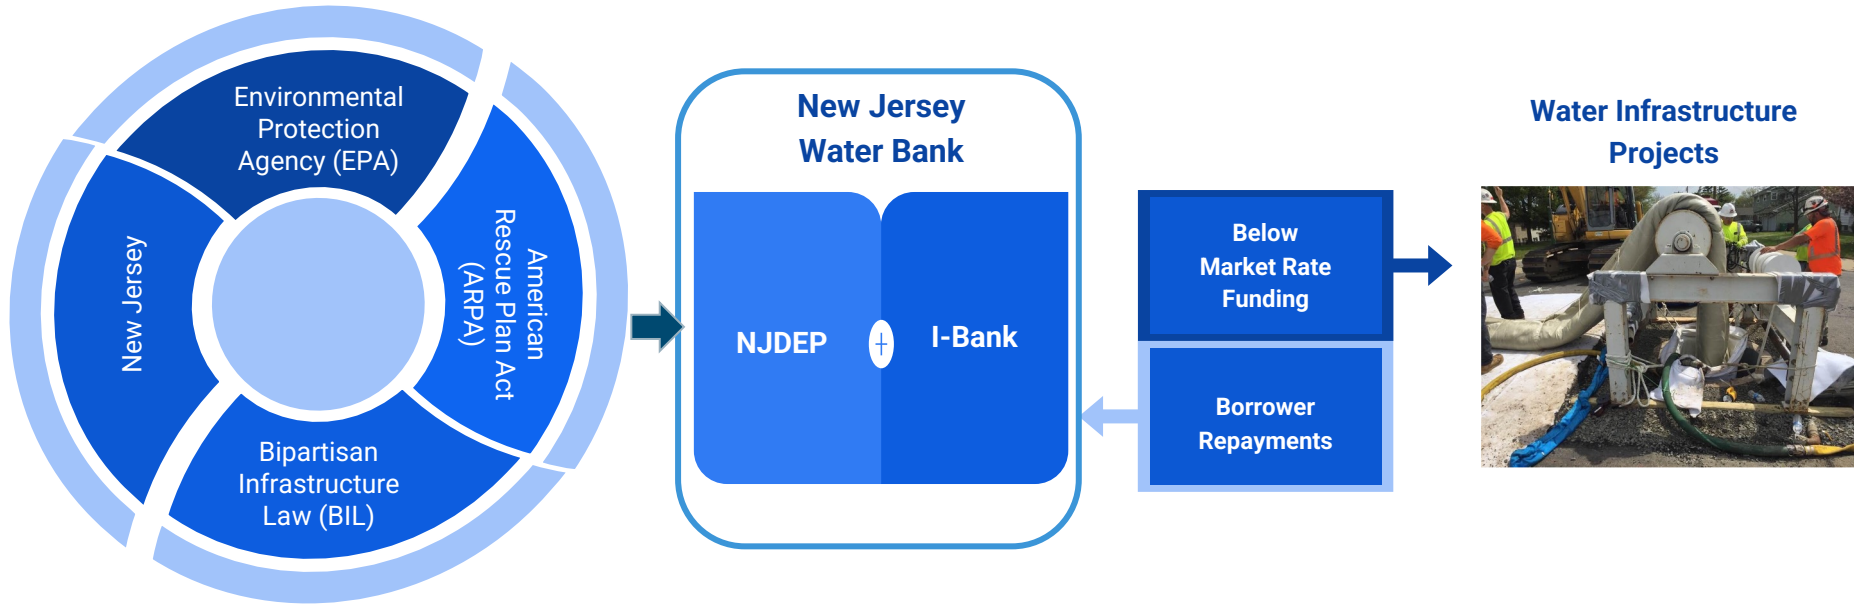 Environmental
Protection
Agency (EPA)
American
Rescue Plan Act
(ARPA)
Bipartisan
Infrastructure
Law (BIL)
New Jersey
New Jersey
Water Bank
NJDEP
+
I-Bank
Below
Market Rate
Funding
Borrower
Repayments
Water Infrastructure
Projects